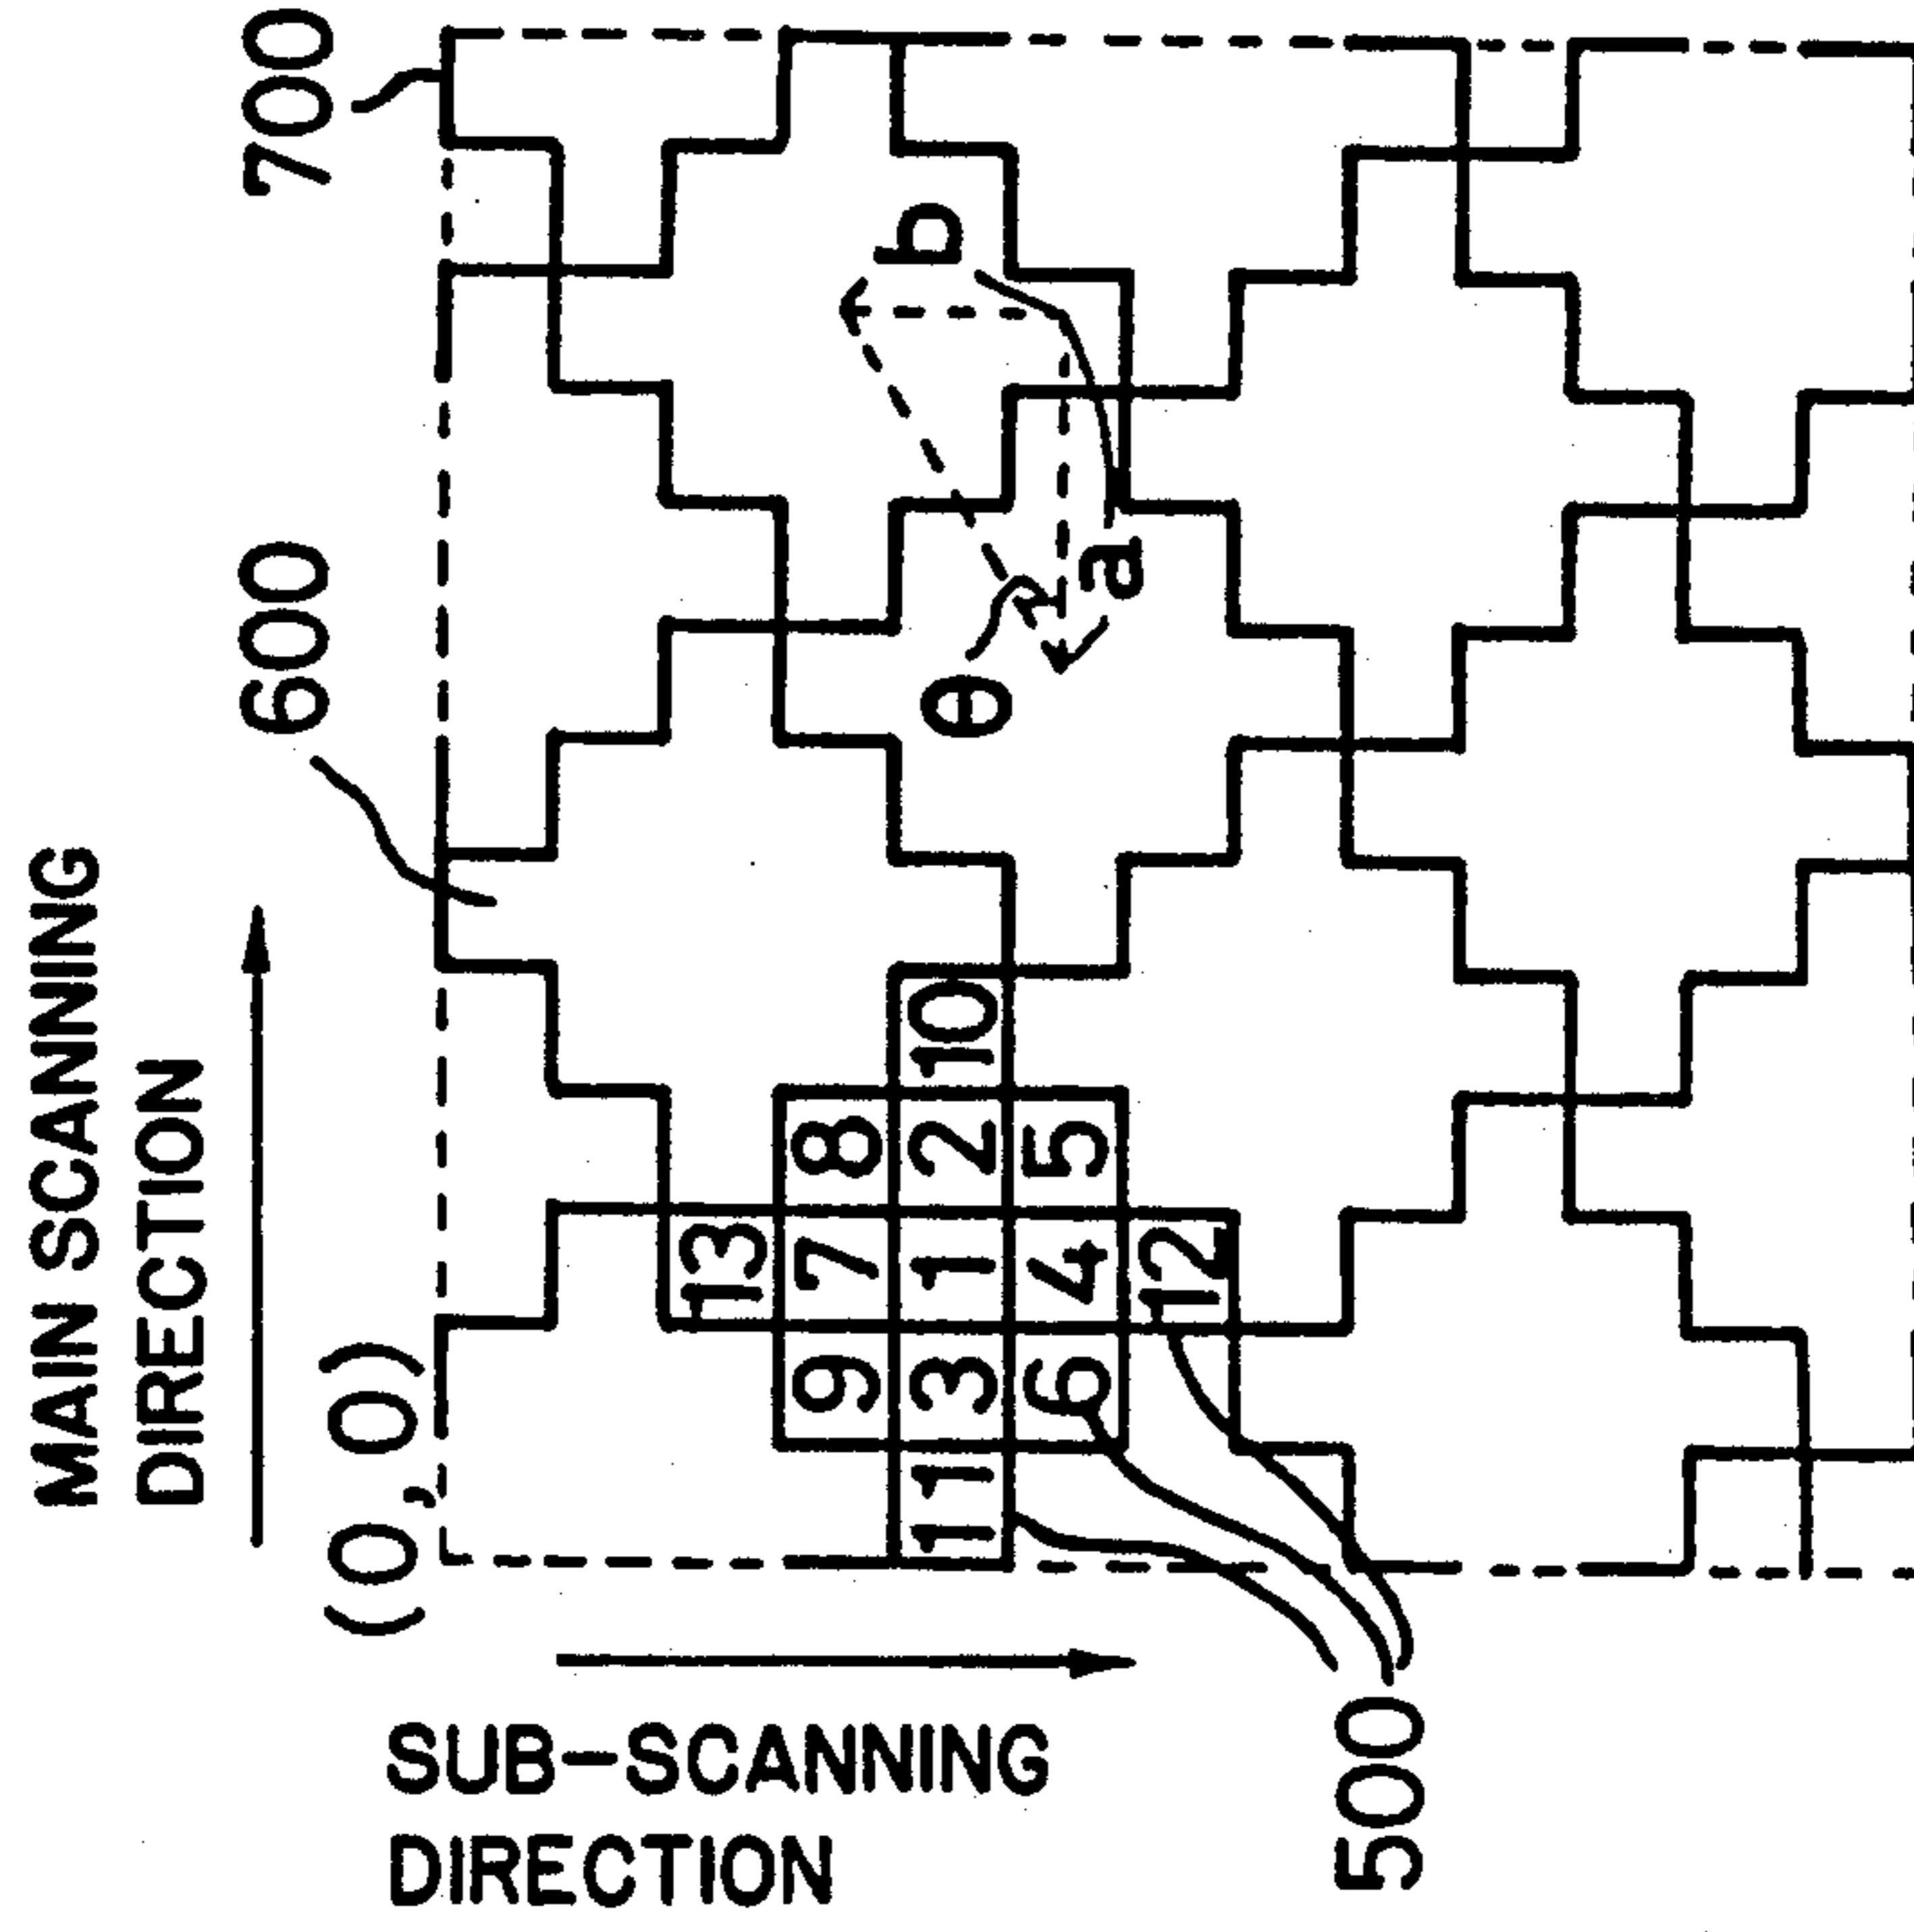 MAIN SCANNING
DIRECTION
(0,0)
600
700
SUB-SCANNING
DIRECTION
500
b
a
θ
10
8 2 5
13 7 1 4 12
9 3 6
11